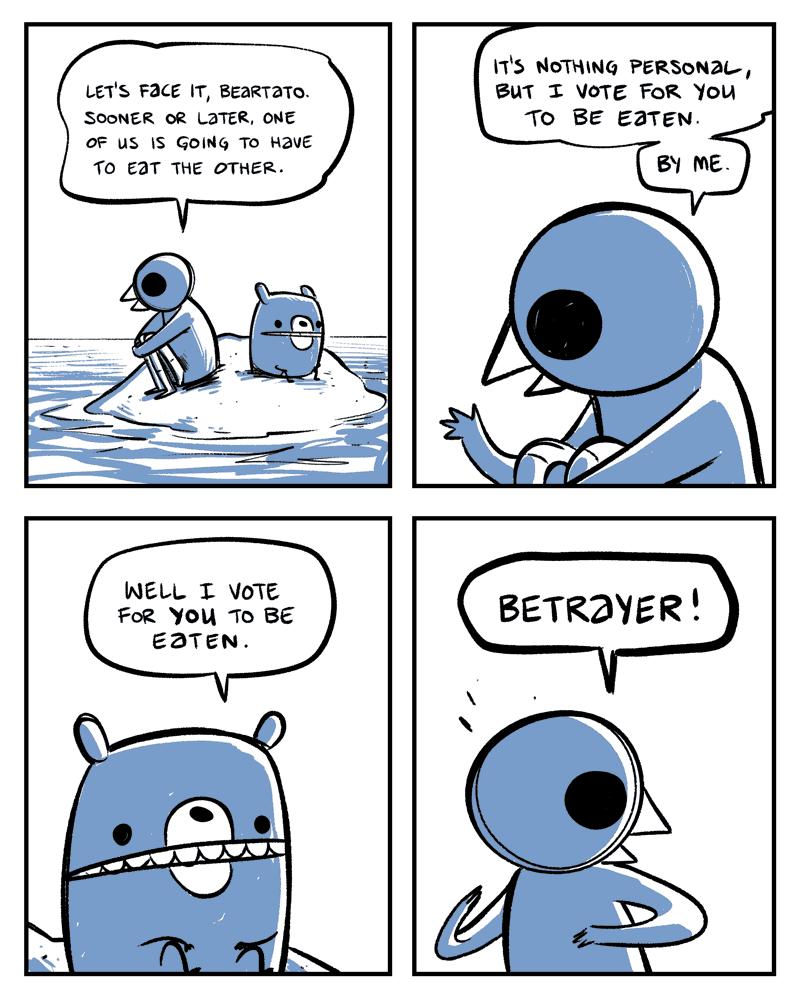 LET'S FACE IT, BEARTATO.
SOONER OR LATER, ONE
OF US IS GOING TO HAVE
TO EAT THE OTHER.
IT'S NOTHING PERSONAL,
BUT I VOTE FOR YOU
TO BE EATEN.
BY ME.
WELL I VOTE
FOR YOU TO BE
EATEN.
BETRAYER!